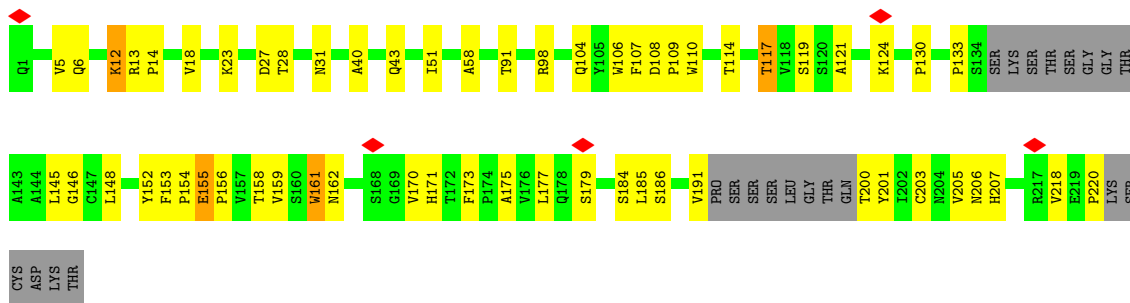 Q1 V5 Q6 K12 R13 P14 V18 K23 D27 T28 N31 A40 Q43 I51 A58 T91 R98 Q104 Y105 W106 F107 D108 P109 W110 T114 T117 V118 S119 S120 A121 K124 P130 P133 S134 SER LYS SER THR SER GLY GLY THR
A143 A144 L145 G146 C147 L148 Y152 F153 P154 E155 P156 V157 T158 V159 S160 W161 N162 S168 G169 V170 H171 T172 F173 P174 A175 V176 L177 Q178 S179 S184 L185 S186 V191 PRO SER SER SER LEU GLY THR GLN T200 Y201 I202 C203 N204 V205 N206 H207 R217 V218 E219 P220 LYS SER
CYS ASP LYS THR